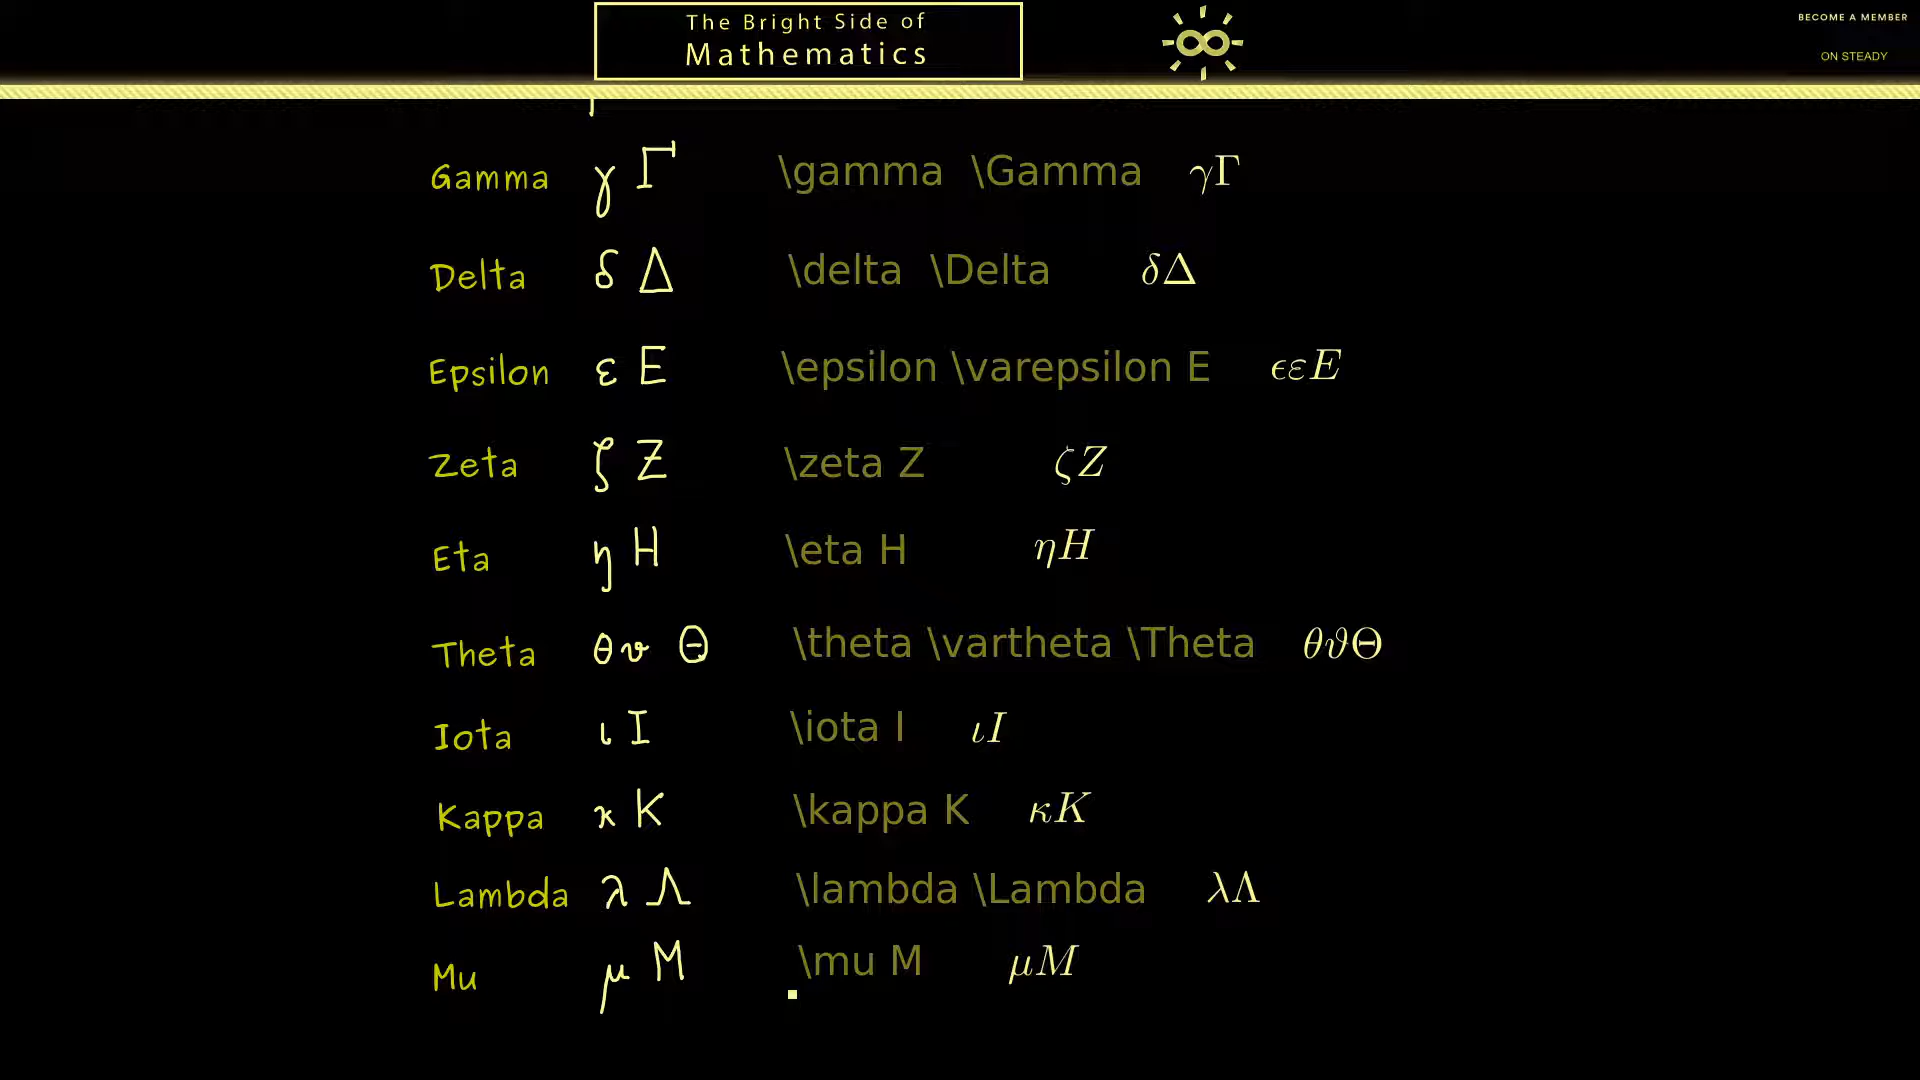 The Bright Side of
Mathematics
BECOME A MEMBER
ON STEADY
Gamma γ Γ \gamma \Gamma γΓ
Delta δ Δ \delta \Delta δΔ
Epsilon ε E \epsilon \varepsilon E ϵεE
Zeta ζ Z \zeta Z ζZ
Eta η H \eta H ηH
Theta θ ϑ Θ \theta \vartheta \Theta θϑΘ
Iota ι I \iota I ιI
Kappa ϰ K \kappa K κK
Lambda λ Λ \lambda \Lambda λΛ
Mu μ M \mu M μM